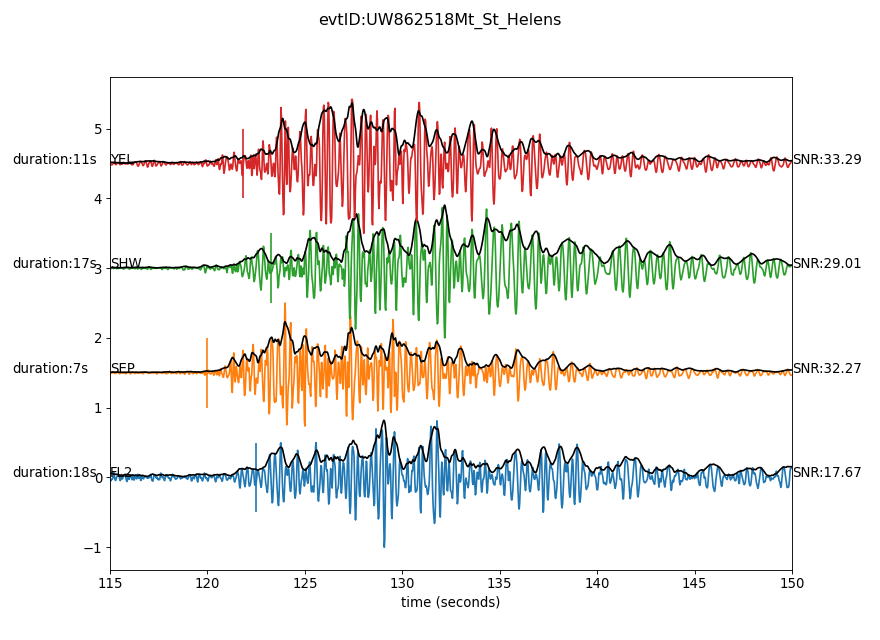 evtID:UW862518Mt_St_Helens
5
duration:11s YEL SNR:33.29
4
duration:17s 3 SHW SNR:29.01
2
duration:7s SEP SNR:32.27
1
duration:18s 0 EL2 SNR:17.67
−1
115 120 125 130 135 140 145 150
time (seconds)